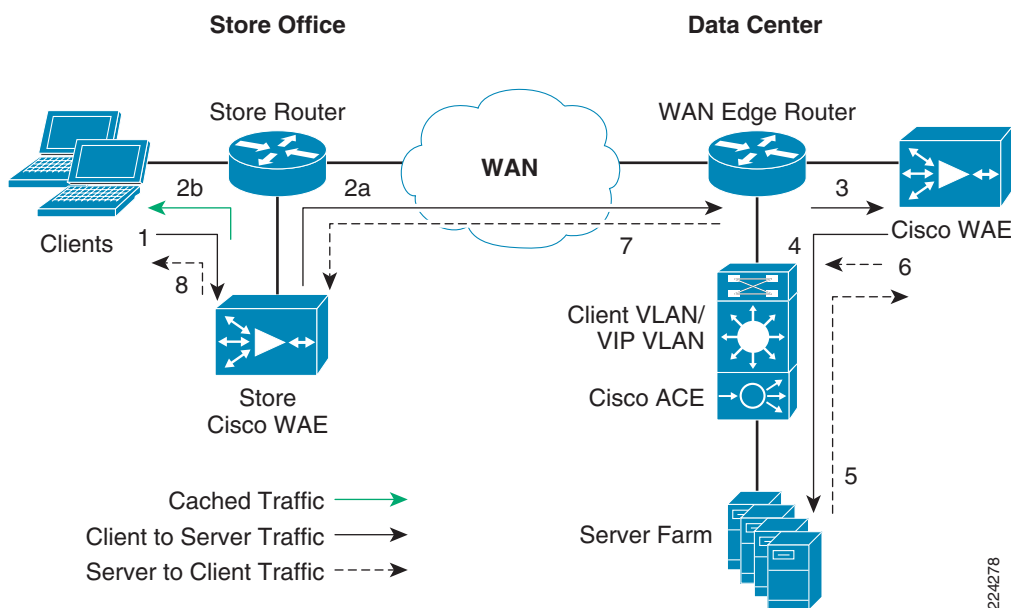 Store Office
Data Center
Store Router
WAN Edge Router
WAN
2b
2a
3
Clients
1
7
4
Cisco WAE
6
8
Client VLAN/
VIP VLAN
Store
Cisco WAE
Cisco ACE
5
Cached Traffic
Client to Server Traffic
Server to Client Traffic
Server Farm
224278